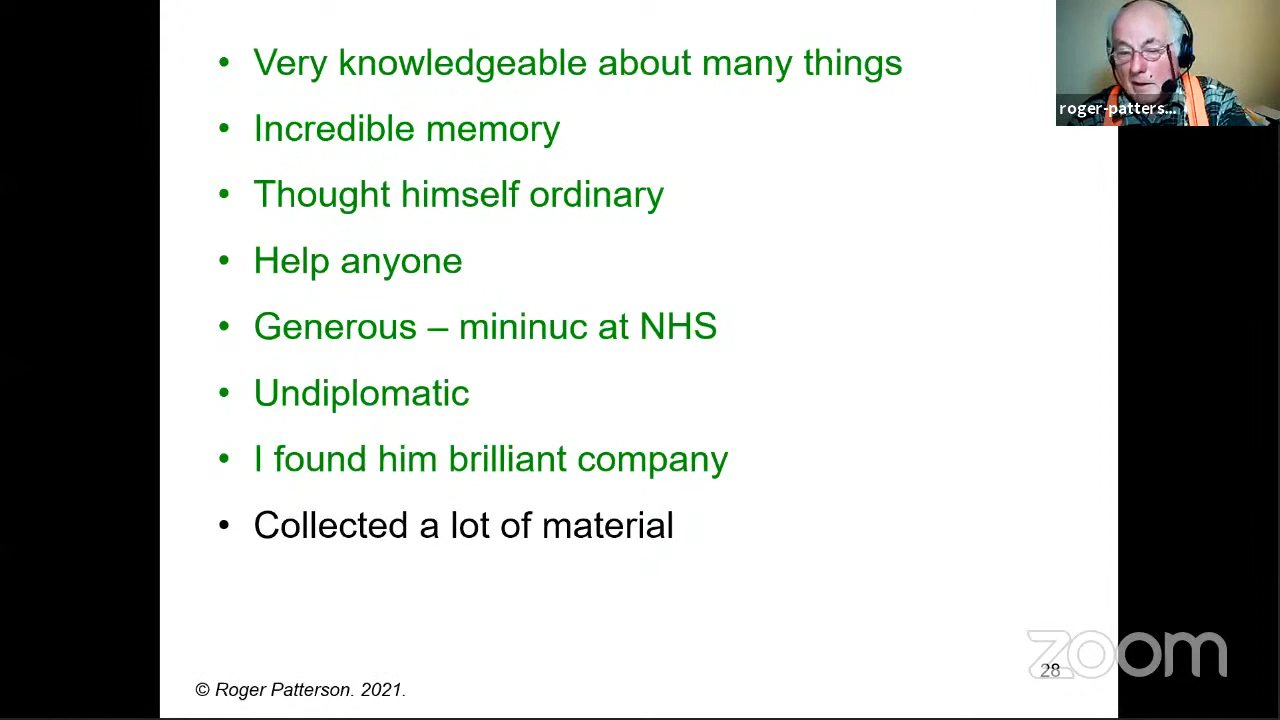 • Very knowledgeable about many things
• Incredible memory
• Thought himself ordinary
• Help anyone
• Generous – mininuc at NHS
• Undiplomatic
• I found him brilliant company
• Collected a lot of material
roger-patters...
zoom
28
© Roger Patterson. 2021.